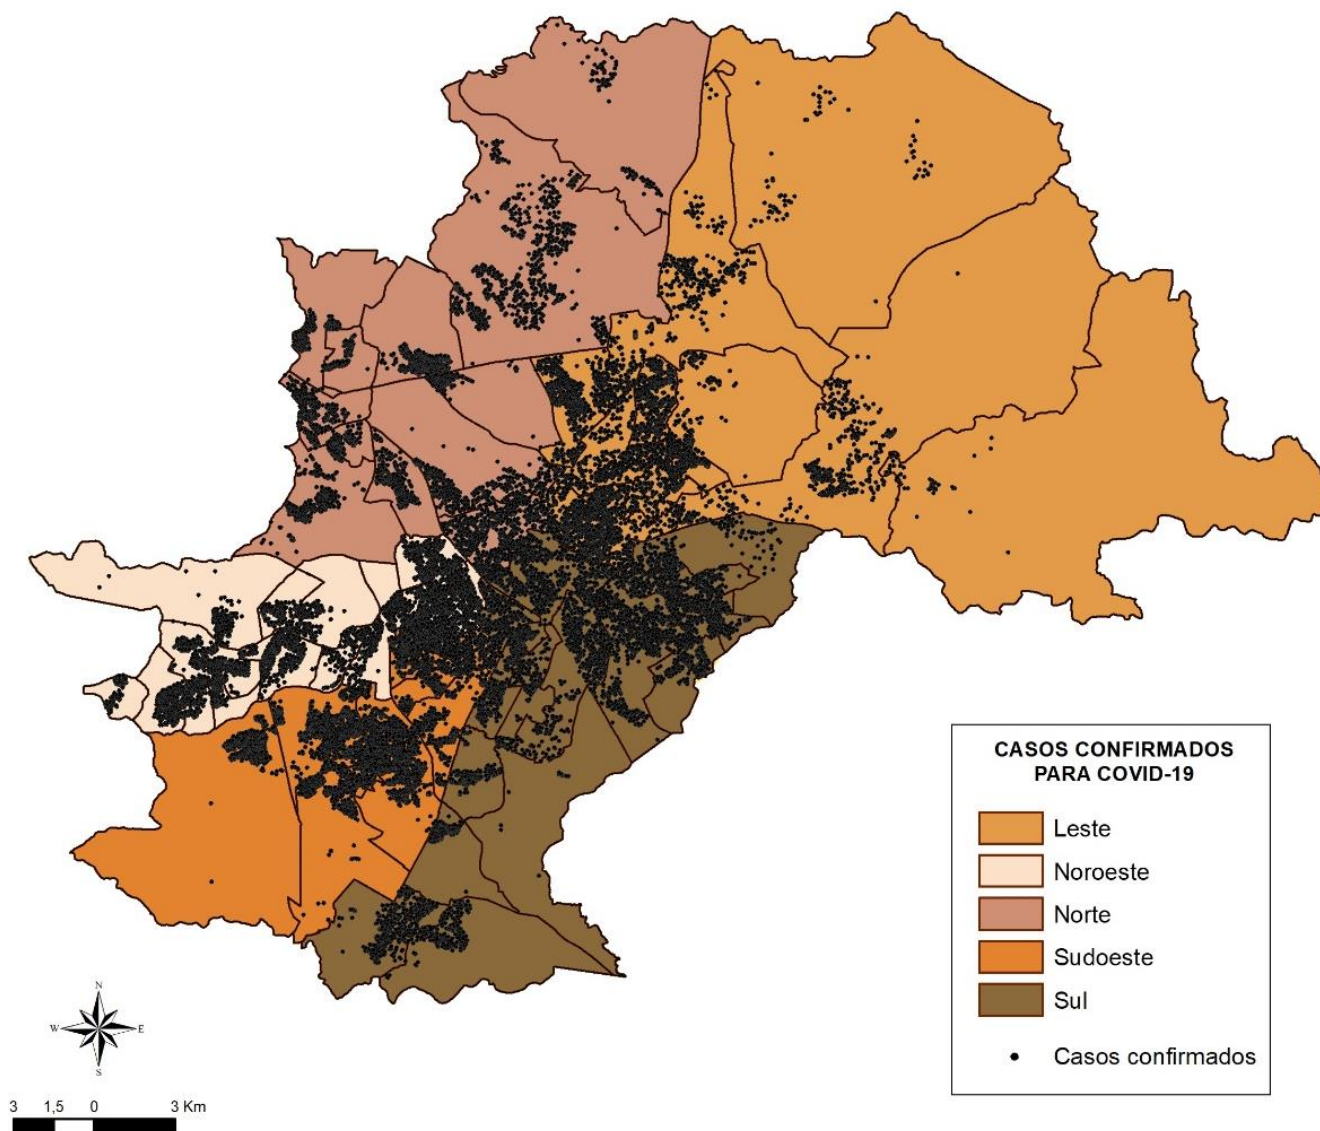 CASOS CONFIRMADOS
PARA COVID-19
Leste
Noroeste
Norte
Sudoeste
Sul
Casos confirmados
N
W E
S
3 1,5 0 3 Km